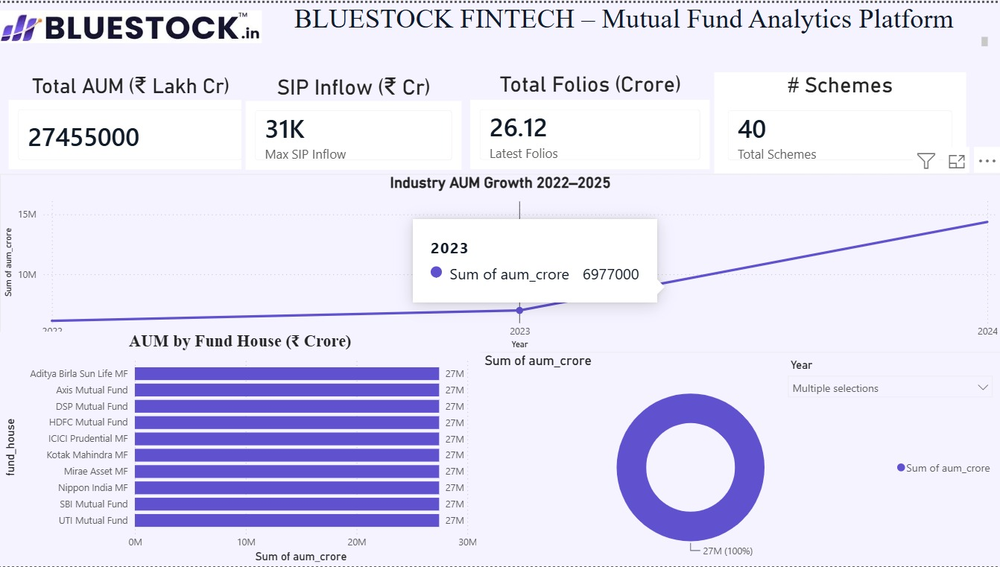 BLUESTOCK.in™
BLUESTOCK FINTECH – Mutual Fund Analytics Platform
Total AUM (₹ Lakh Cr)
27455000
SIP Inflow (₹ Cr)
31K
Max SIP Inflow
Total Folios (Crore)
26.12
Latest Folios
# Schemes
40
Total Schemes
Industry AUM Growth 2022–2025
Sum of aum_crore
15M
10M
2023
Sum of aum_crore 6977000
2022
2023
2024
Year
AUM by Fund House (₹ Crore)
fund_house
Aditya Birla Sun Life MF 27M
Axis Mutual Fund 27M
DSP Mutual Fund 27M
HDFC Mutual Fund 27M
ICICI Prudential MF 27M
Kotak Mahindra MF 27M
Mirae Asset MF 27M
Nippon India MF 27M
SBI Mutual Fund 27M
UTI Mutual Fund 27M
0M 10M 20M 30M
Sum of aum_crore
Sum of aum_crore
27M (100%)
Year
Multiple selections
Sum of aum_crore